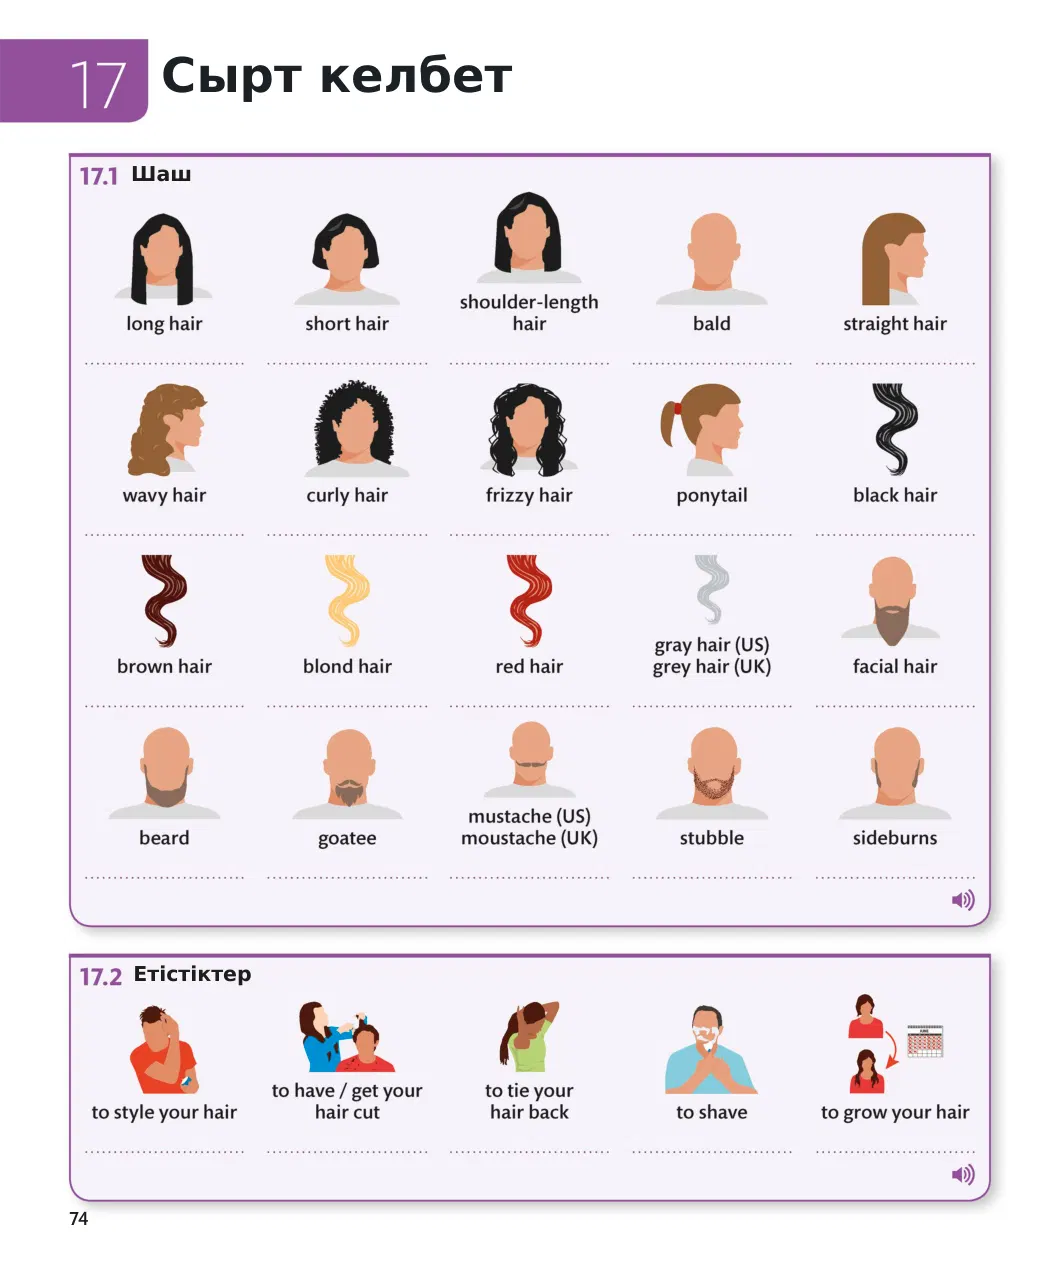 17 Сырт келбет
17.1 Шаш
long hair
short hair
shoulder-length
hair
bald
straight hair
wavy hair
curly hair
frizzy hair
ponytail
black hair
brown hair
blond hair
red hair
gray hair (US)
grey hair (UK)
facial hair
beard
goatee
mustache (US)
moustache (UK)
stubble
sideburns
17.2 Етістіктер
to style your hair
to have / get your
hair cut
to tie your
hair back
to shave
JUNE
to grow your hair
74